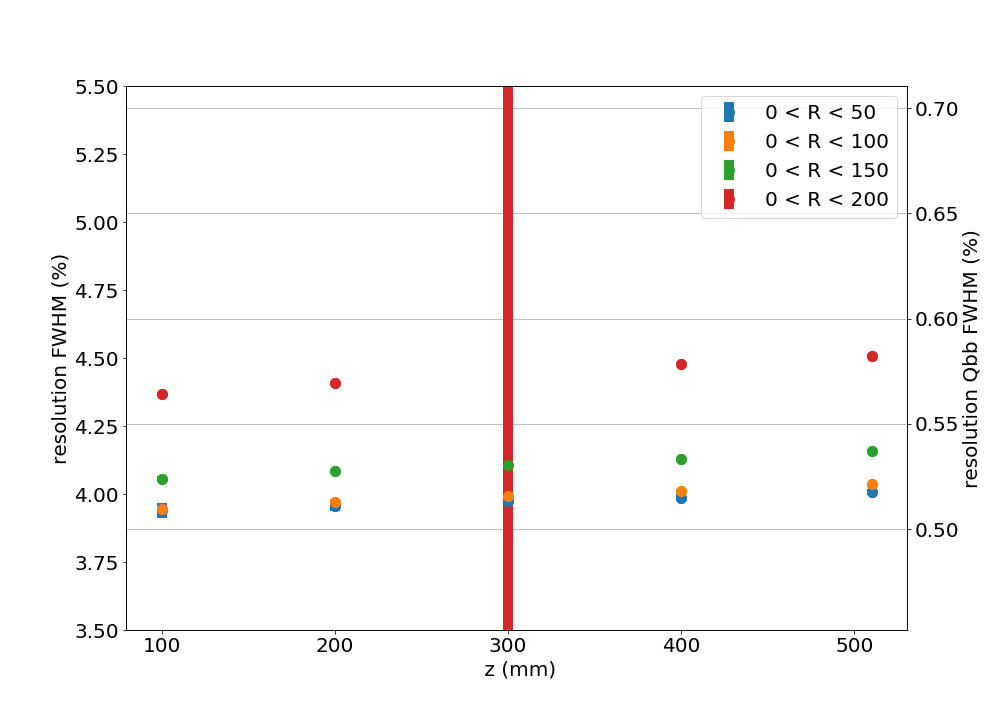 5.50
5.25
5.00
4.75
4.50
4.25
4.00
3.75
3.50
resolution FWHM (%)
100
200
300
400
500
z (mm)
0 < R < 50
0 < R < 100
0 < R < 150
0 < R < 200
0.70
0.65
0.60
0.55
0.50
resolution Qbb FWHM (%)